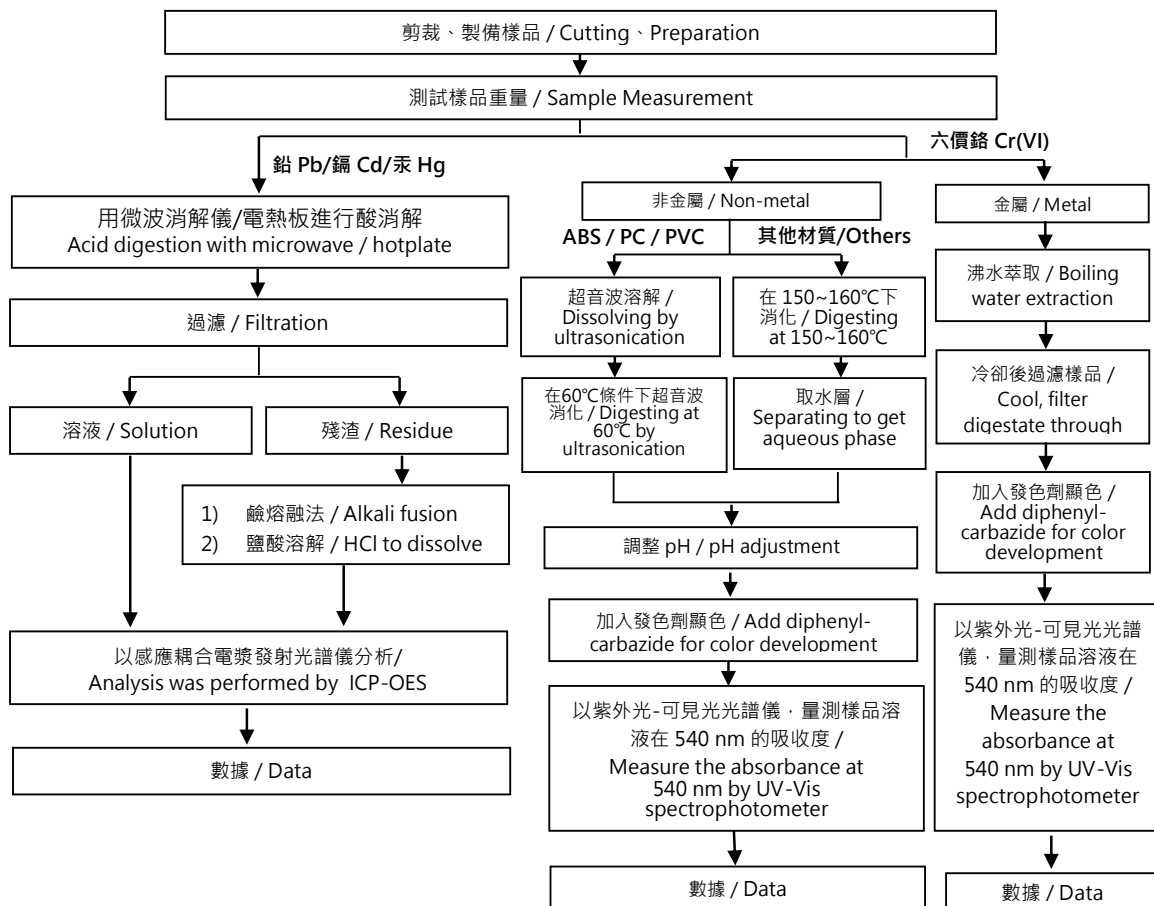 剪裁、製備樣品 / Cutting、Preparation
測試樣品重量 / Sample Measurement
鉛 Pb/鎘 Cd/汞 Hg
六價鉻 Cr(VI)
用微波消解儀/電熱板進行酸消解
Acid digestion with microwave / hotplate
過濾 / Filtration
溶液 / Solution
殘渣 / Residue
1) 鹼熔融法 / Alkali fusion
2) 鹽酸溶解 / HCl to dissolve
以感應耦合電漿發射光譜儀分析/
Analysis was performed by ICP-OES
數據 / Data
非金屬 / Non-metal
ABS / PC / PVC
其他材質/Others
超音波溶解 /
Dissolving by
ultrasonication
在60℃條件下超音波
消化 / Digesting at
60℃ by
ultrasonication
在 150~160℃下
消化 / Digesting
at 150~160℃
取水層 /
Separating to get
aqueous phase
調整 pH / pH adjustment
加入發色劑顯色 / Add diphenyl-
carbazide for color development
以紫外光-可見光光譜儀，量測樣品溶
液在 540 nm 的吸收度 /
Measure the absorbance at
540 nm by UV-Vis
spectrophotometer
數據 / Data
金屬 / Metal
沸水萃取 / Boiling
water extraction
冷卻後過濾樣品 /
Cool, filter
digestate through
加入發色劑顯色 /
Add diphenyl-
carbazide for color
development
以紫外光-可見光光譜
儀，量測樣品溶液在
540 nm 的吸收度 /
Measure the
absorbance at
540 nm by UV-Vis
spectrophotometer
數據 / Data